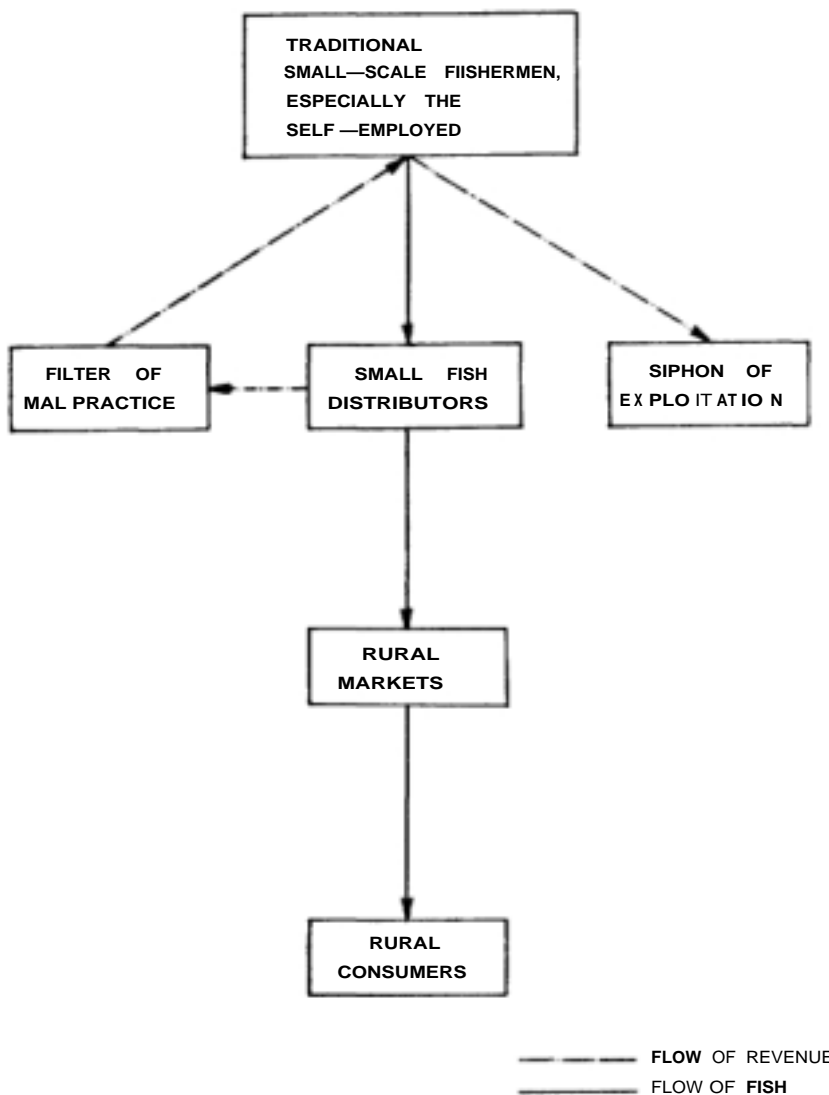 TRADITIONAL
SMALL—SCALE FIISHERMEN,
ESPECIALLY THE
SELF—EMPLOYED
FILTER OF
MAL PRACTICE
SMALL FISH
DISTRIBUTORS
SIPHON OF
EX PLO IT AT IO N
RURAL
MARKETS
RURAL
CONSUMERS
FLOW OF REVENUE
FLOW OF FISH